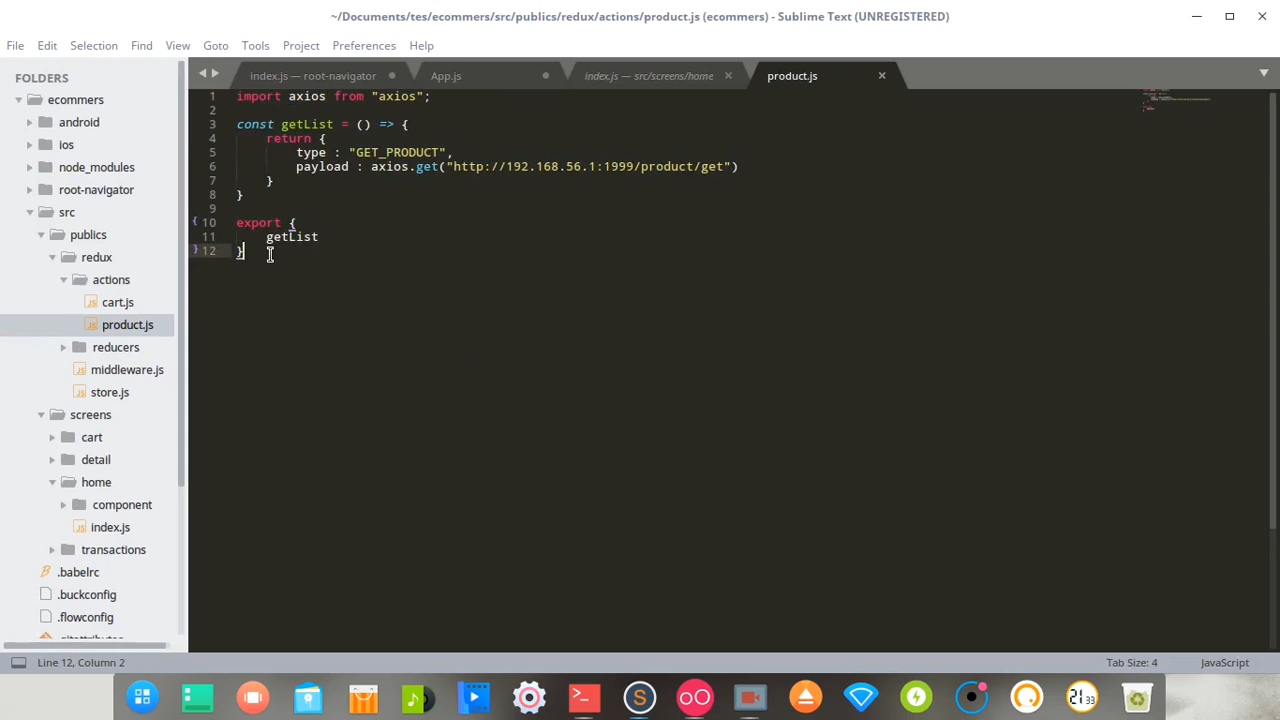 ~/Documents/tes/ecommers/src/publics/redux/actions/product.js (ecommers) - Sublime Text (UNREGISTERED)
File Edit Selection Find View Goto Tools Project Preferences Help
FOLDERS
ecommers
android
ios
node_modules
root-navigator
src
publics
redux
actions
cart.js
product.js
reducers
middleware.js
store.js
screens
cart
detail
home
component
index.js
transactions
.babelrc
.buckconfig
.flowconfig
.gitattributes
index.js — root-navigator App.js index.js — src/screens/home product.js
1 import axios from "axios";
2
3 const getList = () => {
4 return {
5 type : "GET_PRODUCT",
6 payload : axios.get("http://192.168.56.1:1999/product/get")
7 }
8 }
9
10 export {
11 getList
12 }
Line 12, Column 2 Tab Size: 4 JavaScript
21 33